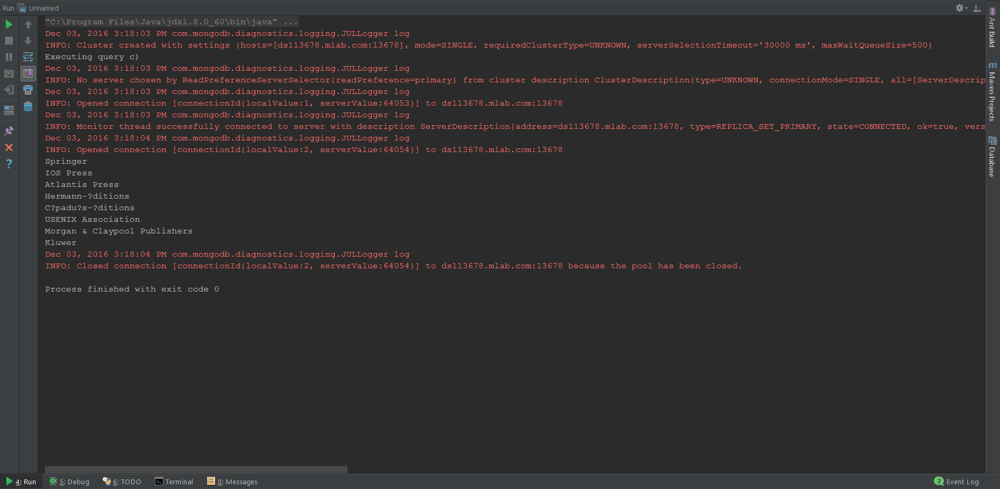 Run Unnamed
"C:\Program Files\Java\jdk1.8.0_60\bin\java" ...
Dec 03, 2016 3:18:03 PM com.mongodb.diagnostics.logging.JULLogger log
INFO: Cluster created with settings {hosts=[ds113678.mlab.com:13678], mode=SINGLE, requiredClusterType=UNKNOWN, serverSelectionTimeout='30000 ms', maxWaitQueueSize=500}
Executing query c)
Dec 03, 2016 3:18:03 PM com.mongodb.diagnostics.logging.JULLogger log
INFO: No server chosen by ReadPreferenceServerSelector{readPreference=primary} from cluster description ClusterDescription{type=UNKNOWN, connectionMode=SINGLE, all=[ServerDescrip
Dec 03, 2016 3:18:03 PM com.mongodb.diagnostics.logging.JULLogger log
INFO: Opened connection [connectionId{localValue:1, serverValue:64053}] to ds113678.mlab.com:13678
Dec 03, 2016 3:18:03 PM com.mongodb.diagnostics.logging.JULLogger log
INFO: Monitor thread successfully connected to server with description ServerDescription{address=ds113678.mlab.com:13678, type=REPLICA_SET_PRIMARY, state=CONNECTED, ok=true, vers
Dec 03, 2016 3:18:04 PM com.mongodb.diagnostics.logging.JULLogger log
INFO: Opened connection [connectionId{localValue:2, serverValue:64054}] to ds113678.mlab.com:13678
Springer
IOS Press
Atlantis Press
Hermann-?ditions
C?padu?s-?ditions
USENIX Association
Morgan & Claypool Publishers
Kluwer
Dec 03, 2016 3:18:04 PM com.mongodb.diagnostics.logging.JULLogger log
INFO: Closed connection [connectionId{localValue:2, serverValue:64054}] to ds113678.mlab.com:13678 because the pool has been closed.
Process finished with exit code 0
Ant Build
m Maven Projects
Database
4: Run 5: Debug 6: TODO Terminal 0: Messages 2 Event Log